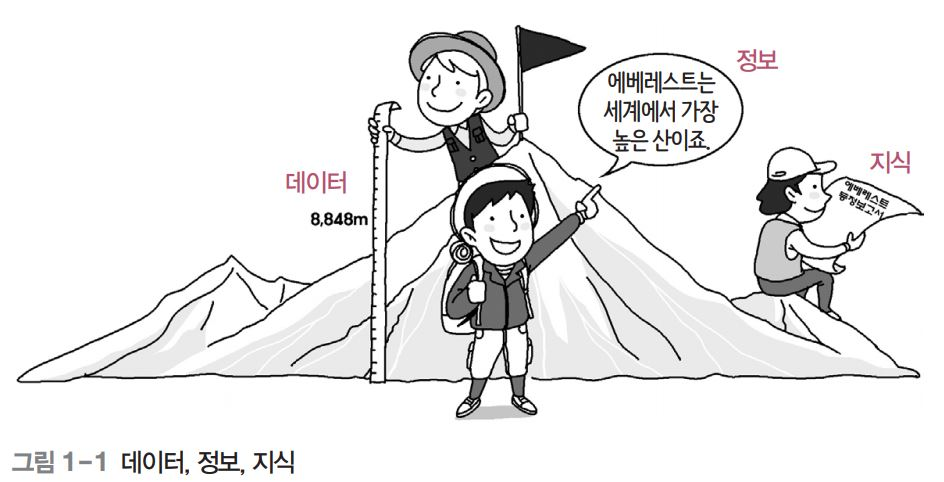 정보
에베레스트는
세계에서 가장
높은 산이죠.
지식
에베레스트
등정보고서
데이터
8,848m
그림 1-1 데이터, 정보, 지식